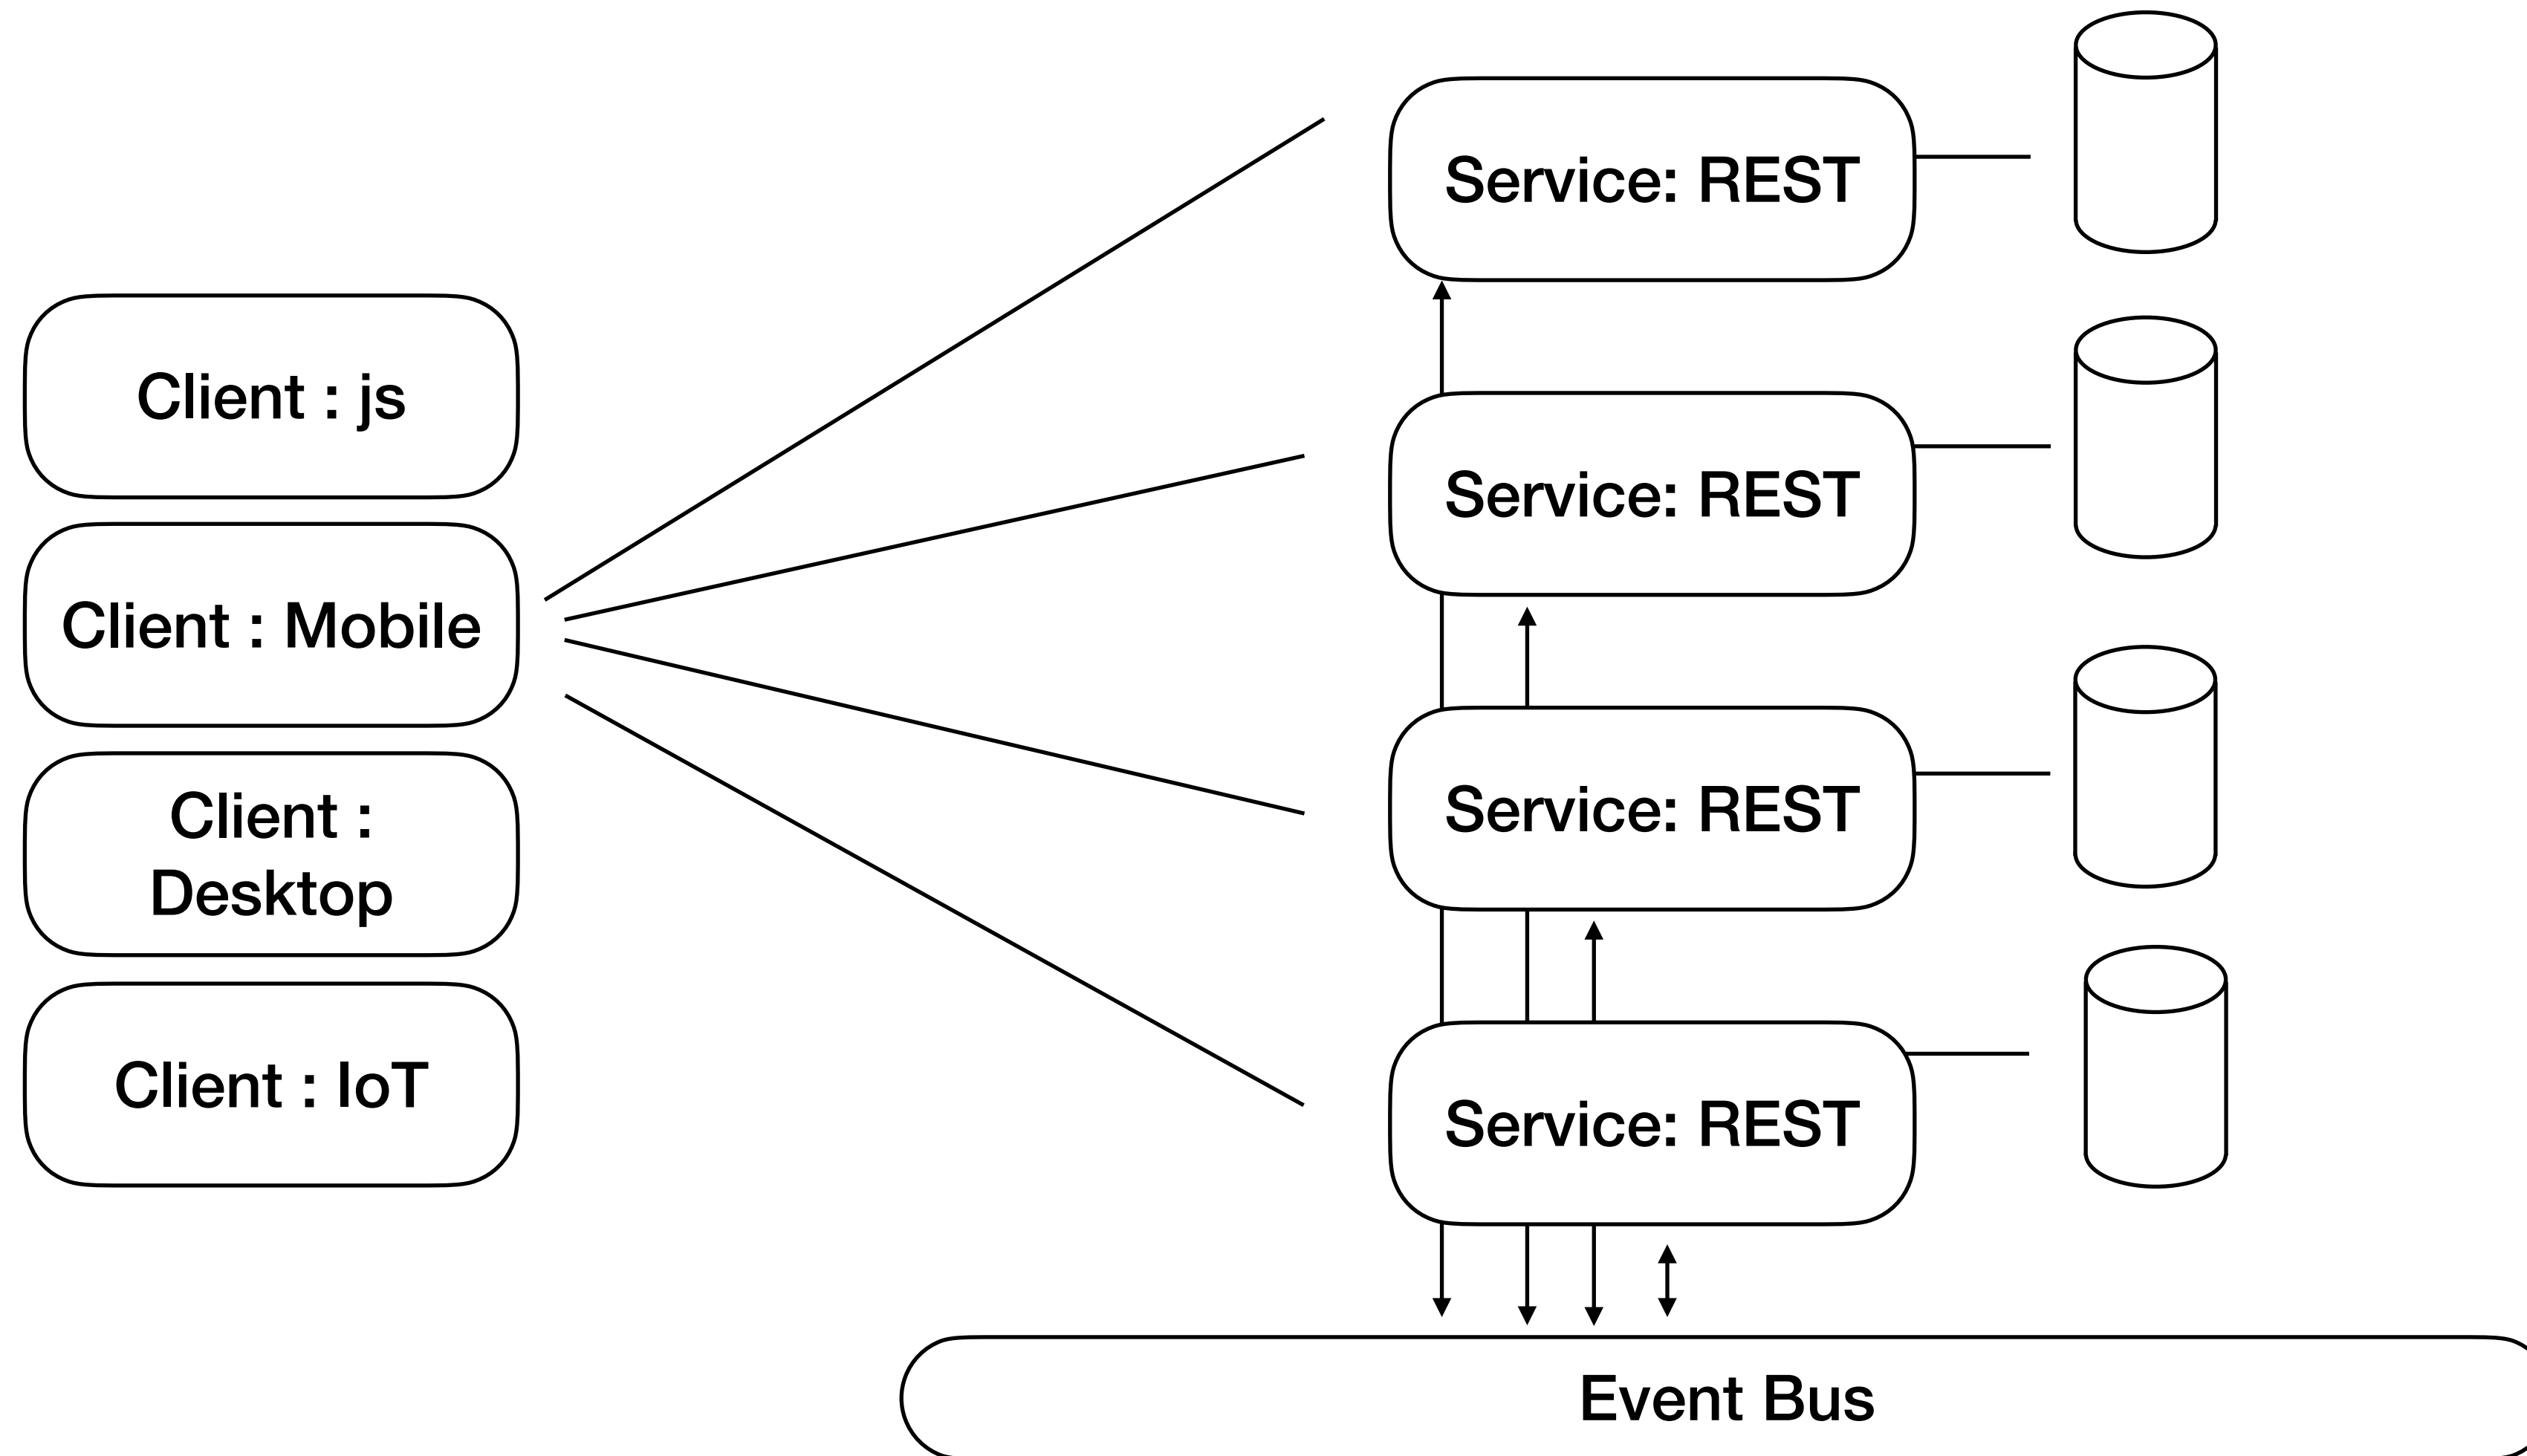 Client : js
Client : Mobile
Client :
Desktop
Client : IoT
Service: REST
Service: REST
Service: REST
Service: REST
Event Bus